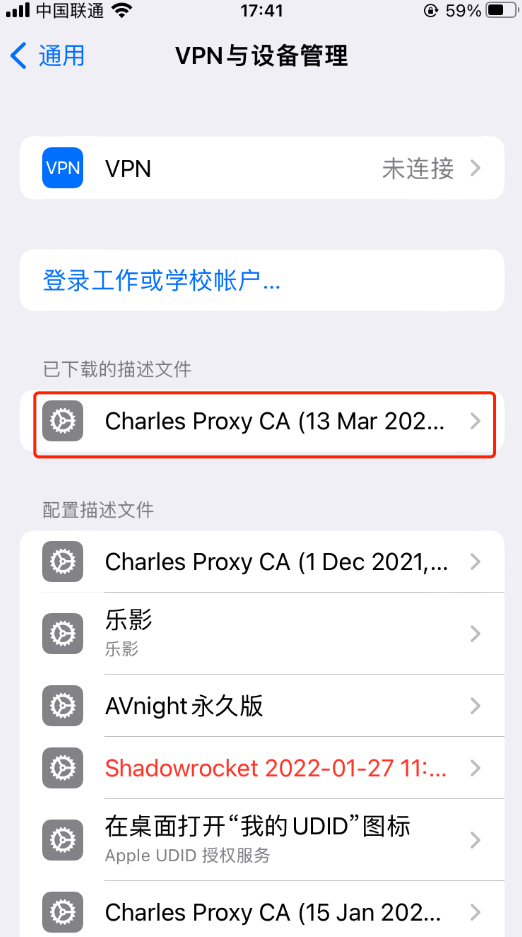 中国联通 17:41 59%
通用 VPN与设备管理
VPN VPN 未连接
登录工作或学校帐户...
已下载的描述文件
Charles Proxy CA (13 Mar 202...
配置描述文件
Charles Proxy CA (1 Dec 2021,...
乐影
乐影
AVnight永久版
Shadowrocket 2022-01-27 11:...
在桌面打开“我的UDID”图标
Apple UDID 授权服务
Charles Proxy CA (15 Jan 202...